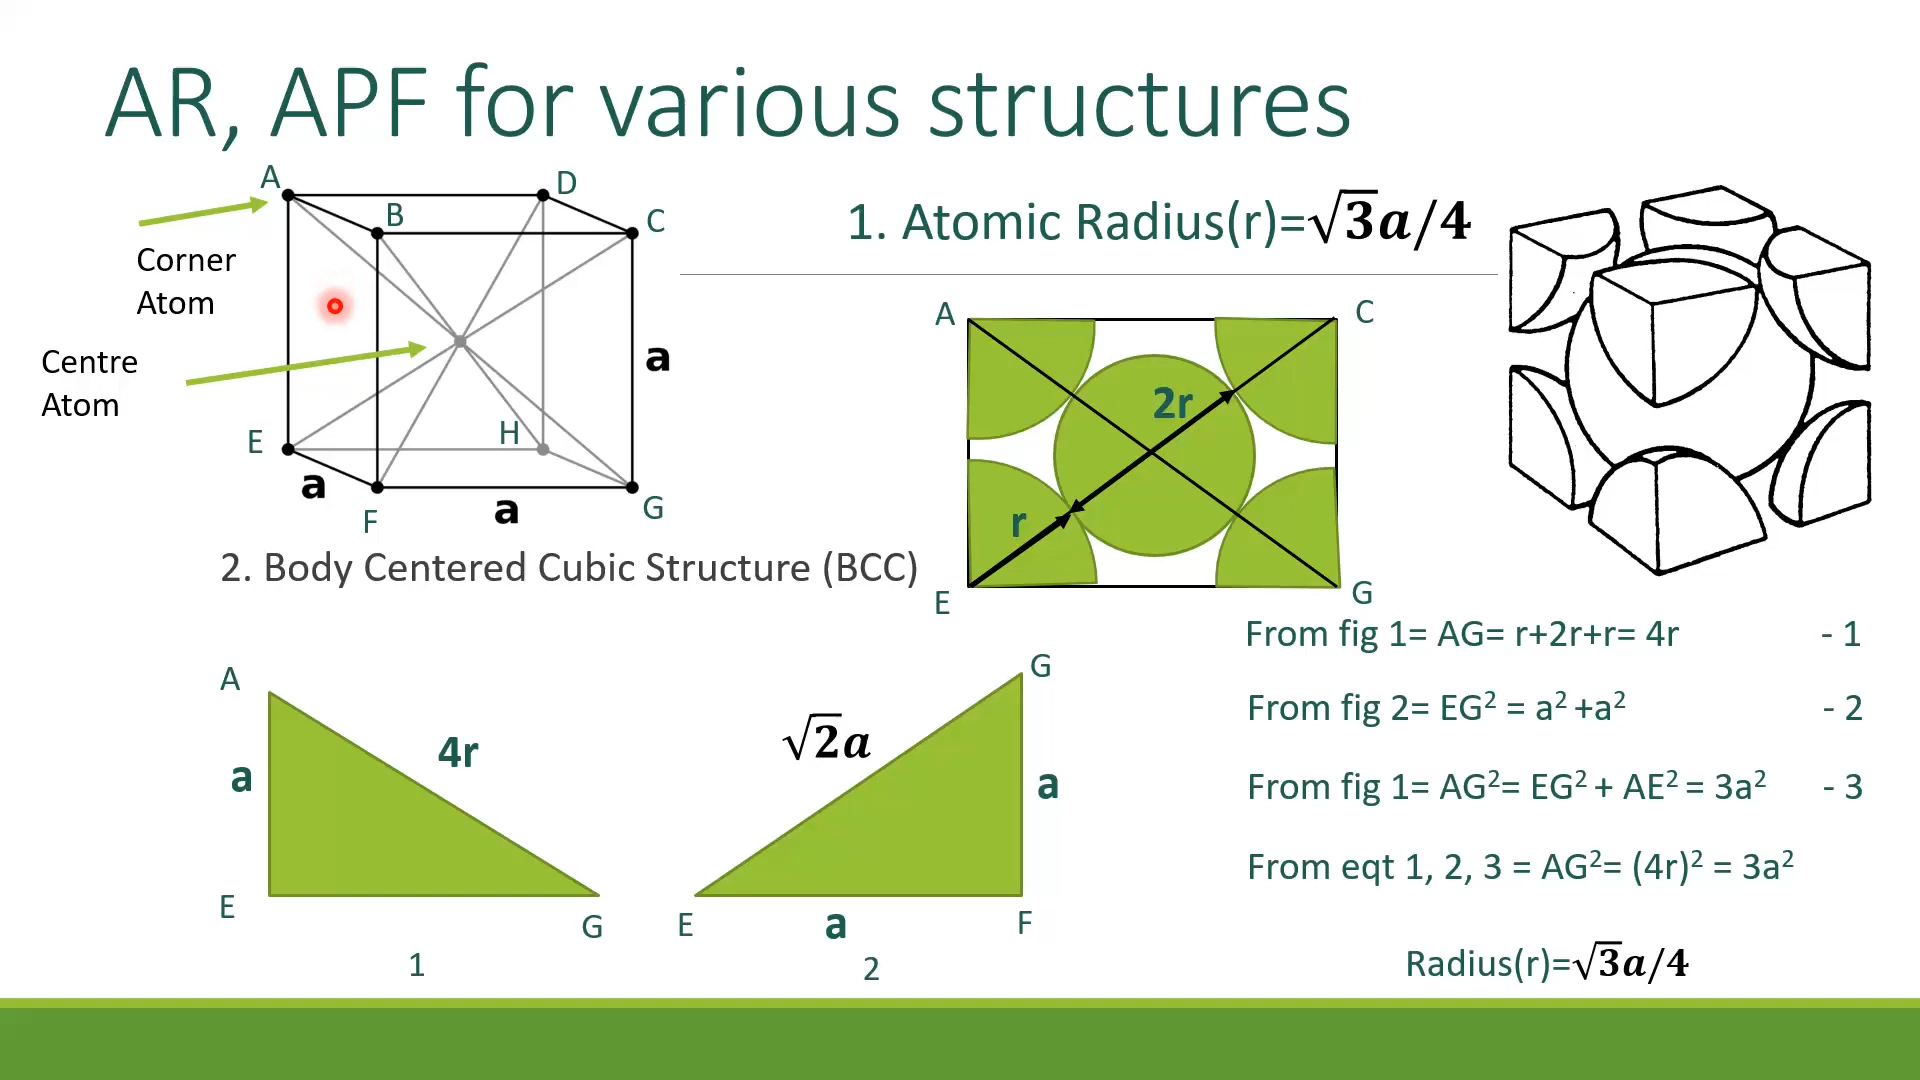 AR, APF for various structures
A
D
B
C
Corner
Atom
Centre
Atom
a
E
H
a
a
F
G
2. Body Centered Cubic Structure (BCC)
1. Atomic Radius(r)=√3a/4
A
C
2r
r
E
G
A
a
4r
E
G
1
G
√2a
a
E
a
F
2
From fig 1= AG= r+2r+r= 4r - 1
From fig 2= EG² = a² +a² - 2
From fig 1= AG²= EG² + AE² = 3a² - 3
From eqt 1, 2, 3 = AG²= (4r)² = 3a²
Radius(r)=√3a/4